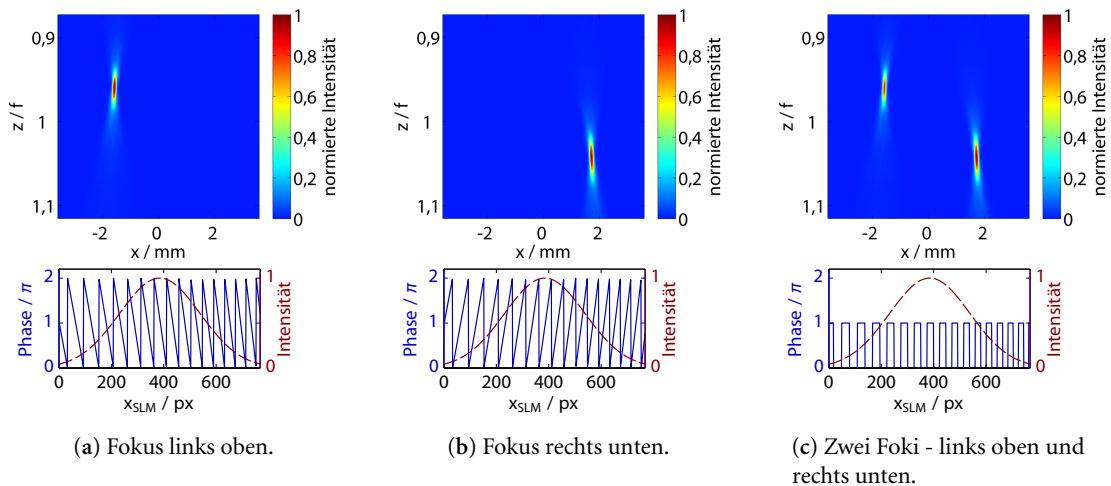 0,9
1
1,1
z / f
-2
0
2
x / mm
1
0,8
0,6
0,4
0,2
0
normierte Intensität
2
1
0
Phase / π
0
200
400
600
x_SLM / px
1
0
Intensität
(a) Fokus links oben.
0,9
1
1,1
z / f
-2
0
2
x / mm
1
0,8
0,6
0,4
0,2
0
normierte Intensität
2
1
0
Phase / π
0
200
400
600
x_SLM / px
1
0
Intensität
(b) Fokus rechts unten.
0,9
1
1,1
z / f
-2
0
2
x / mm
1
0,8
0,6
0,4
0,2
0
normierte Intensität
2
1
0
Phase / π
0
200
400
600
x_SLM / px
1
0
Intensität
(c) Zwei Foki - links oben und
rechts unten.